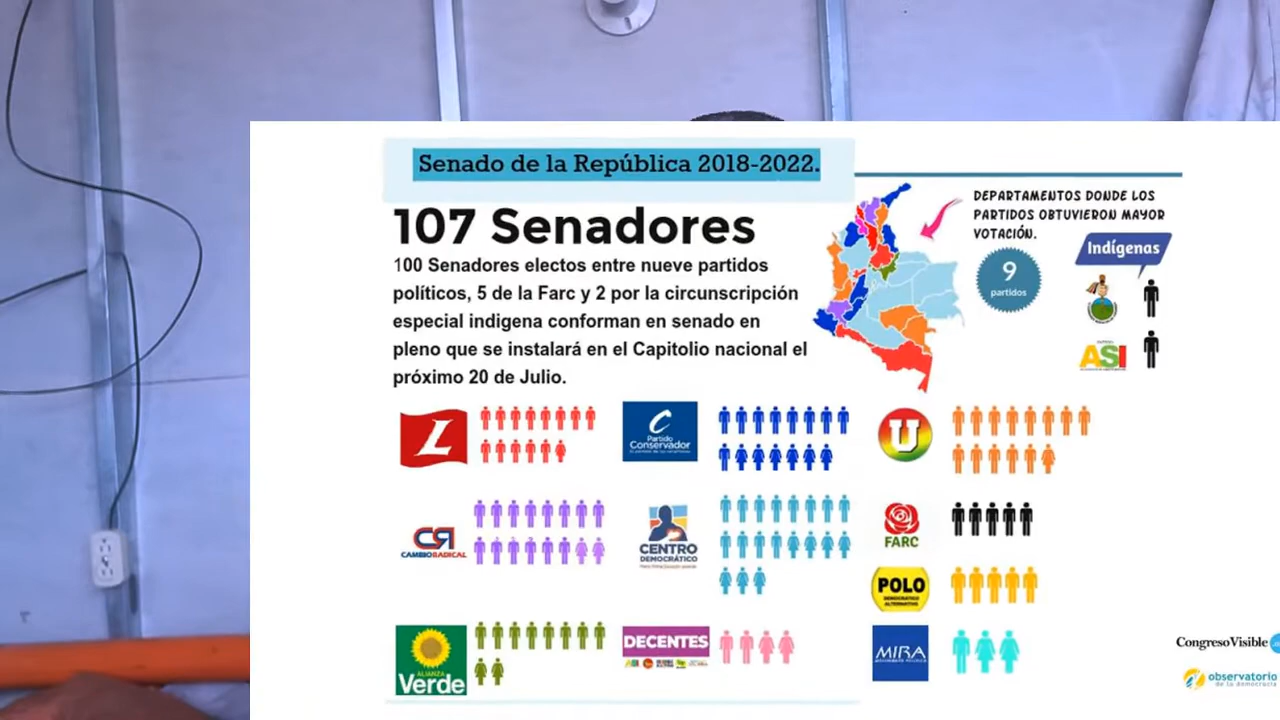 Senado de la República 2018-2022.
107 Senadores
100 Senadores electos entre nueve partidos
políticos, 5 de la Farc y 2 por la circunscripción
especial indigena conforman en senado en
pleno que se instalará en el Capitolio nacional el
próximo 20 de Julio.
DEPARTAMENTOS DONDE LOS
PARTIDOS OBTUVIERON MAYOR
VOTACIÓN.
9
partidos
Indígenas
ASI
L
C
Partido
Conservador
U
CR
CAMBIO RADICAL
CENTRO
DEMOCRÁTICO
FARC
POLO
DEMOCRÁTICO
ALTERNATIVO
ALIANZA
Verde
DECENTES
MIRA
CongresoVisible
observatorio
de la democracia